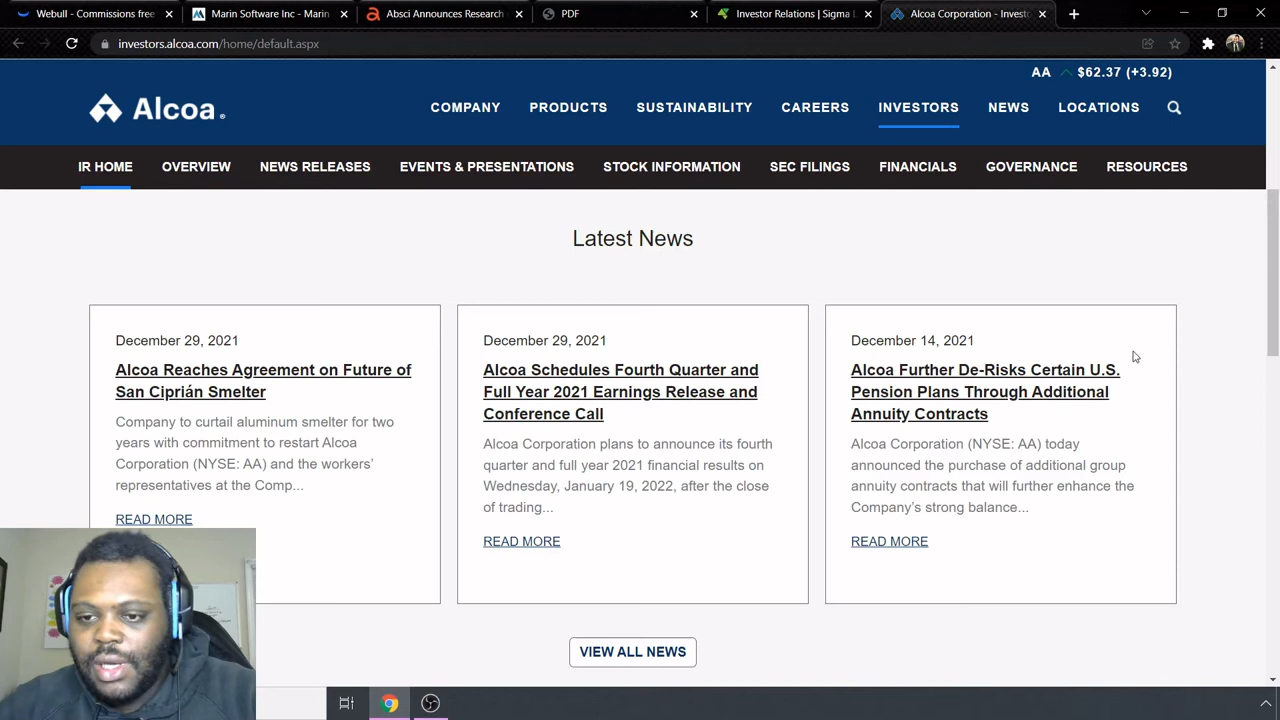 Webull - Commissions free
Marin Software Inc - Marin
Absci Announces Research
PDF
Investor Relations | Sigma L
Alcoa Corporation - Investo
investors.alcoa.com/home/default.aspx
AA $62.37 (+3.92)
Alcoa
COMPANY PRODUCTS SUSTAINABILITY CAREERS INVESTORS NEWS LOCATIONS
IR HOME OVERVIEW NEWS RELEASES EVENTS & PRESENTATIONS STOCK INFORMATION SEC FILINGS FINANCIALS GOVERNANCE RESOURCES
Latest News
December 29, 2021
Alcoa Reaches Agreement on Future of
San Ciprián Smelter
Company to curtail aluminum smelter for two
years with commitment to restart Alcoa
Corporation (NYSE: AA) and the workers’
representatives at the Comp...
READ MORE
December 29, 2021
Alcoa Schedules Fourth Quarter and
Full Year 2021 Earnings Release and
Conference Call
Alcoa Corporation plans to announce its fourth
quarter and full year 2021 financial results on
Wednesday, January 19, 2022, after the close
of trading...
READ MORE
December 14, 2021
Alcoa Further De-Risks Certain U.S.
Pension Plans Through Additional
Annuity Contracts
Alcoa Corporation (NYSE: AA) today
announced the purchase of additional group
annuity contracts that will further enhance the
Company’s strong balance...
READ MORE
VIEW ALL NEWS